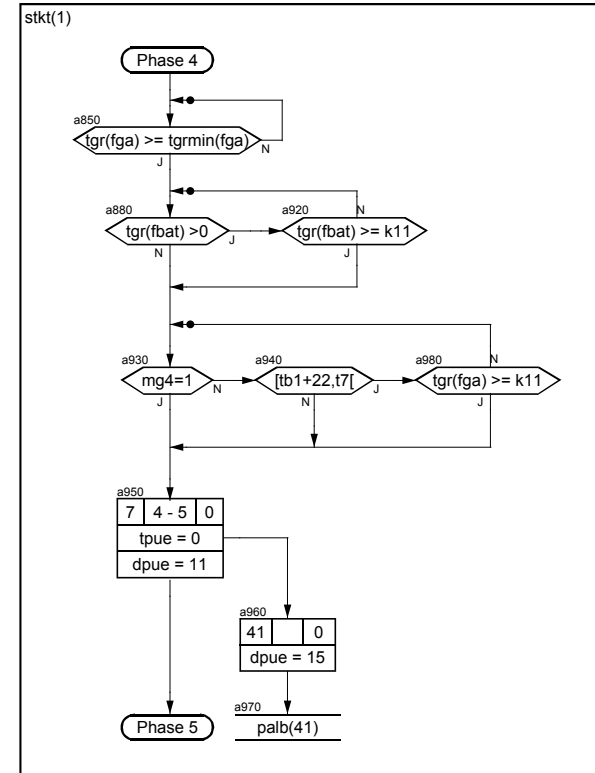 stkt(1)
Phase 4
a850
tgr(fga) >= tgrmin(fga)
N
J
a880
tgr(fbat) >0
J
N
a920
N
tgr(fbat) >= k11
J
a930
mg4=1
N
J
a940
[tb1+22,t7[
J
N
a980
N
tgr(fga) >= k11
J
a950
7 4 - 5 0
tpue = 0
dpue = 11
a960
41 0
dpue = 15
a970
Phase 5
palb(41)